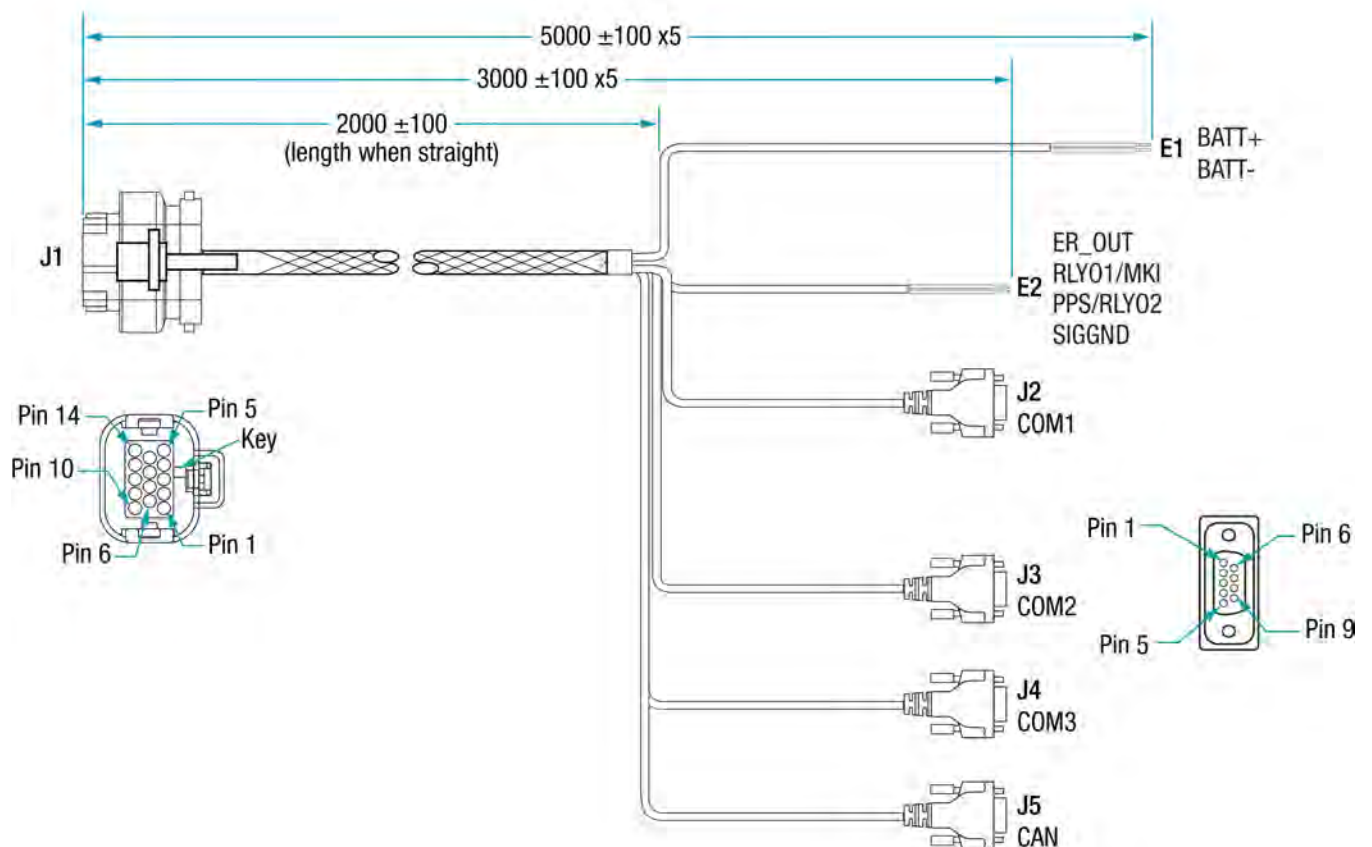 5000 ±100 x5
3000 ±100 x5
2000 ±100
(length when straight)
E1
BATT+
BATT-
J1
ER_OUT
RLYO1/MKI
PPS/RLYO2
SIGGND
E2
J2
COM1
Pin 14
Pin 5
Key
Pin 10
Pin 6
Pin 1
J3
COM2
Pin 1
Pin 6
Pin 5
Pin 9
J4
COM3
J5
CAN